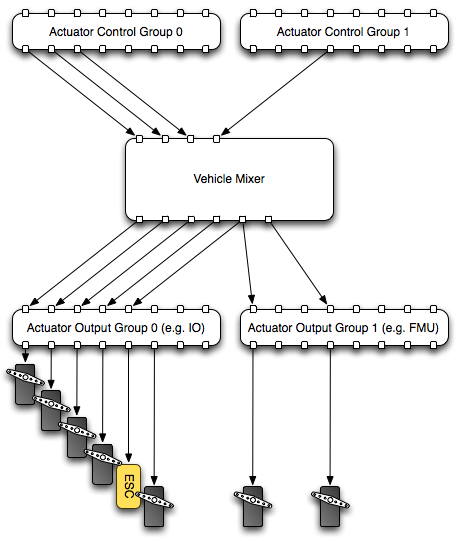 Actuator Control Group 0
Actuator Control Group 1
Vehicle Mixer
Actuator Output Group 0 (e.g. IO)
Actuator Output Group 1 (e.g. FMU)
ESC